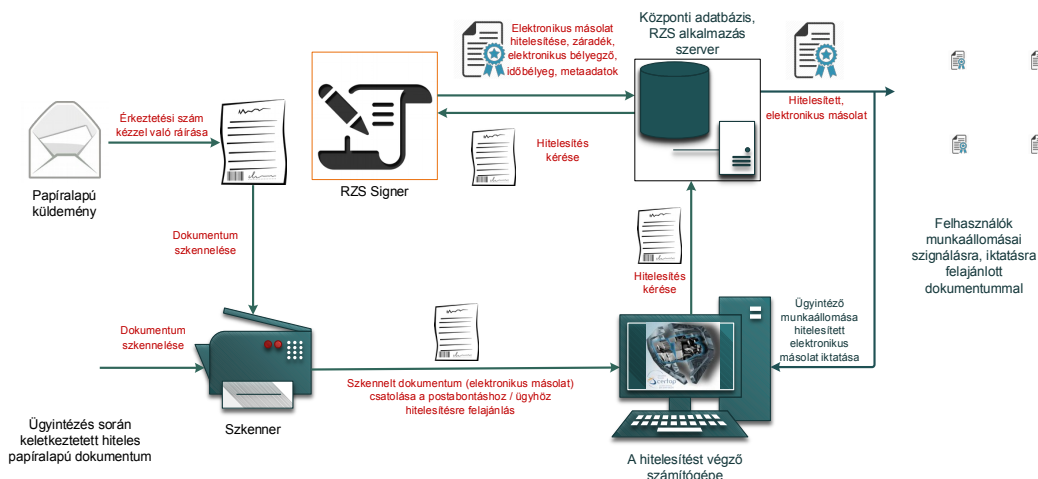 Elektronikus másolat
hitelesítése, záradék,
elektronikus bélyegző,
időbélyeg, metaadatok
Központi adatbázis,
RZS alkalmazás
szerver
Érkeztetési szám
kézzel való ráírása
Hitelesített,
elektronikus másolat
Hitelesítés
kérése
Papíralapú
küldemény
RZS Signer
Dokumentum
szkennelése
Hitelesítés
kérése
Felhasználók
munkaállomásai
szignálásra, iktatásra
felajánlott
dokumentummal
Dokumentum
szkennelése
Ügyintéző
munkaállomása
hitelesített
elektronikus
másolat iktatása
Szkennelt dokumentum (elektronikus másolat)
csatolása a postabontáshoz / ügyhöz
hitelesítésre felajánlás
Szkenner
Ügyintézés során
keletkeztetett hiteles
papíralapú dokumentum
A hitelesítést végző
számítógépe